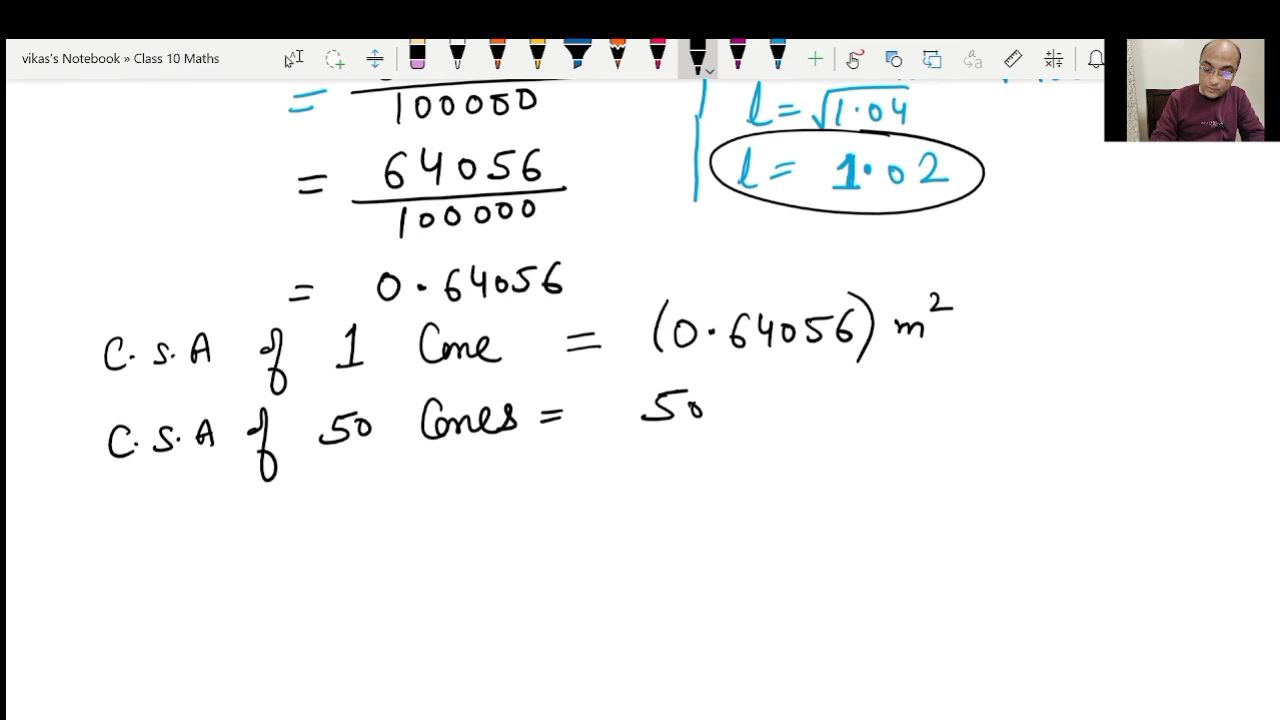 vikas's Notebook » Class 10 Maths
= 
100000
l = √1.04
= 64056
100000
l = 1.02
= 0.64056
C.S.A of 1 Cone = (0.64056) m²
C.S.A of 50 Cones = 50